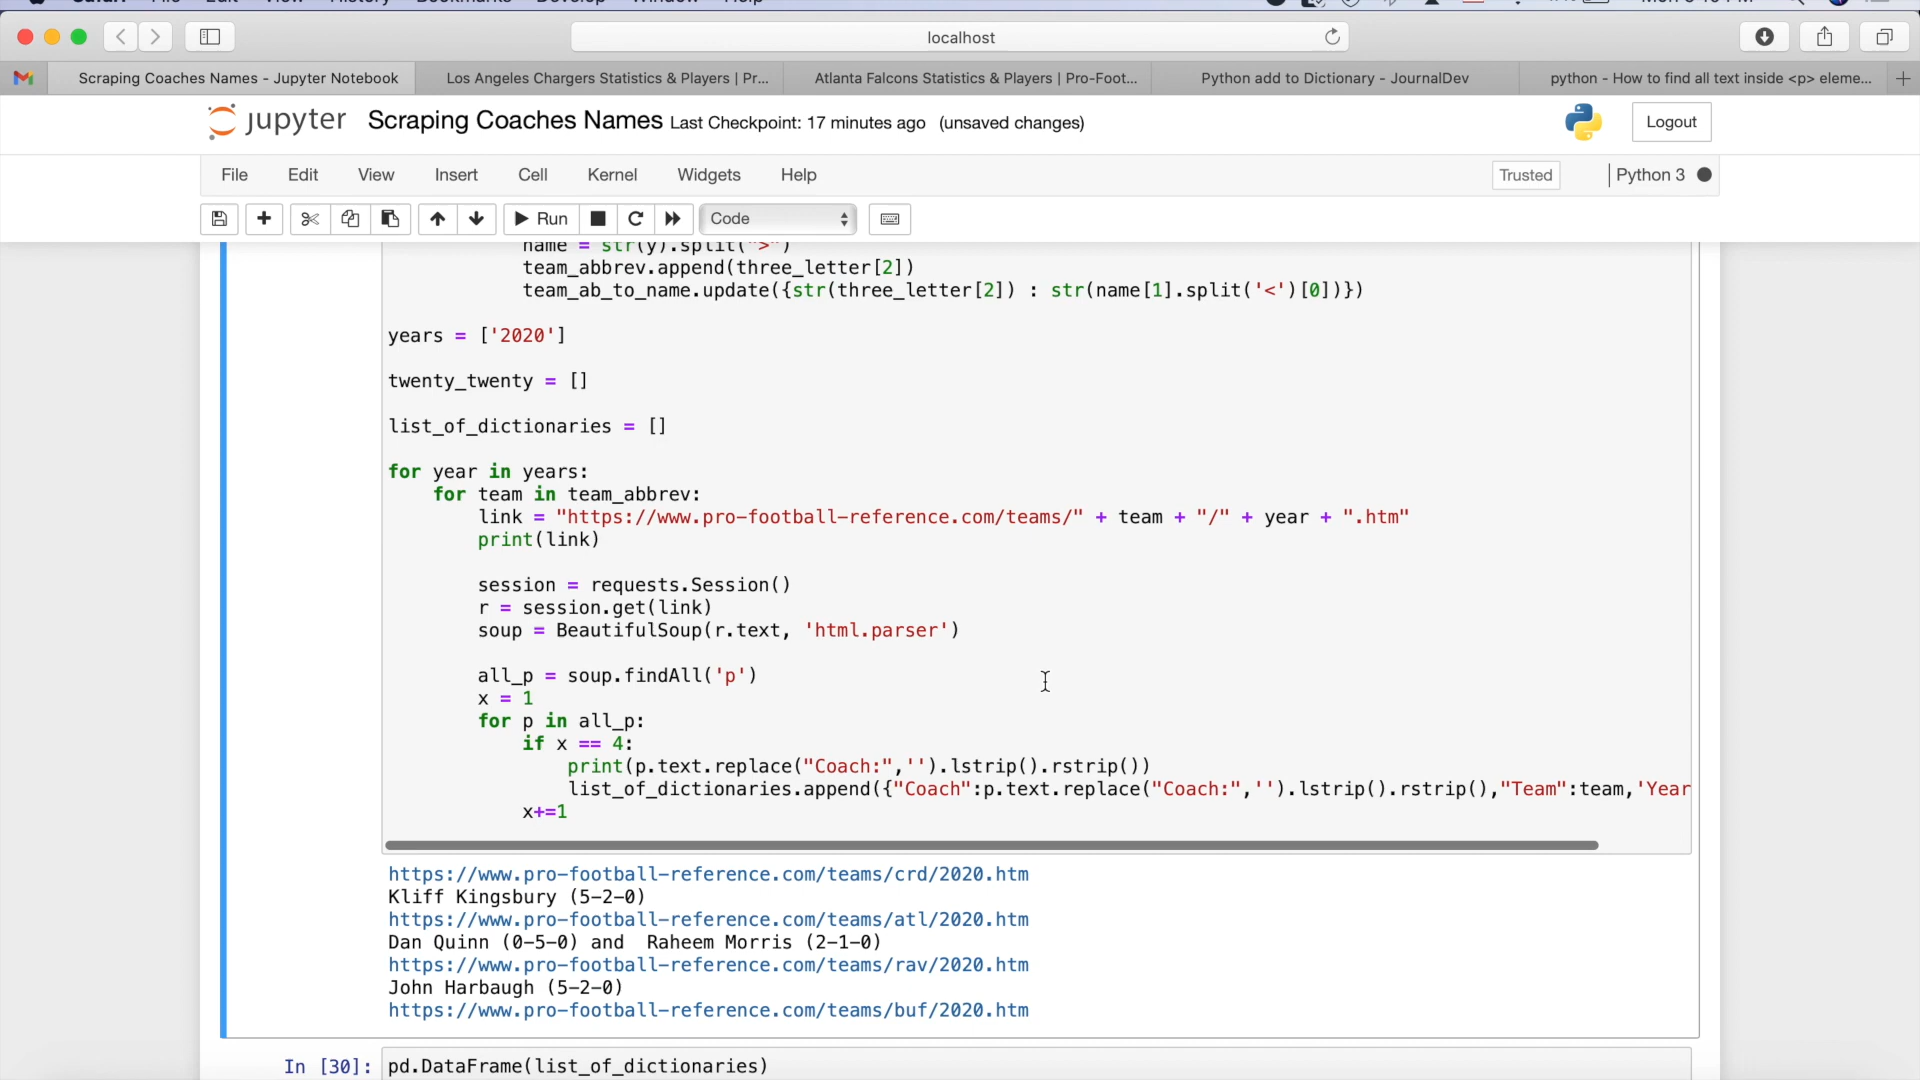 localhost
Scraping Coaches Names - Jupyter Notebook
Los Angeles Chargers Statistics & Players | Pr...
Atlanta Falcons Statistics & Players | Pro-Foot...
Python add to Dictionary - JournalDev
python - How to find all text inside <p> eleme...
jupyter Scraping Coaches Names Last Checkpoint: 17 minutes ago (unsaved changes)
Logout
File Edit View Insert Cell Kernel Widgets Help
Trusted
Python 3
Run
Code
name = str(y).split(">")
team_abbrev.append(three_letter[2])
team_ab_to_name.update({str(three_letter[2]) : str(name[1].split('<')[0])})
years = ['2020']
twenty_twenty = []
list_of_dictionaries = []
for year in years:
for team in team_abbrev:
link = "https://www.pro-football-reference.com/teams/" + team + "/" + year + ".htm"
print(link)
session = requests.Session()
r = session.get(link)
soup = BeautifulSoup(r.text, 'html.parser')
all_p = soup.findAll('p')
x = 1
for p in all_p:
if x == 4:
print(p.text.replace("Coach:",'').lstrip().rstrip())
list_of_dictionaries.append({"Coach":p.text.replace("Coach:",'').lstrip().rstrip(),"Team":team,'Year
x+=1
https://www.pro-football-reference.com/teams/crd/2020.htm
Kliff Kingsbury (5-2-0)
https://www.pro-football-reference.com/teams/atl/2020.htm
Dan Quinn (0-5-0) and  Raheem Morris (2-1-0)
https://www.pro-football-reference.com/teams/rav/2020.htm
John Harbaugh (5-2-0)
https://www.pro-football-reference.com/teams/buf/2020.htm
In [30]: pd.DataFrame(list_of_dictionaries)